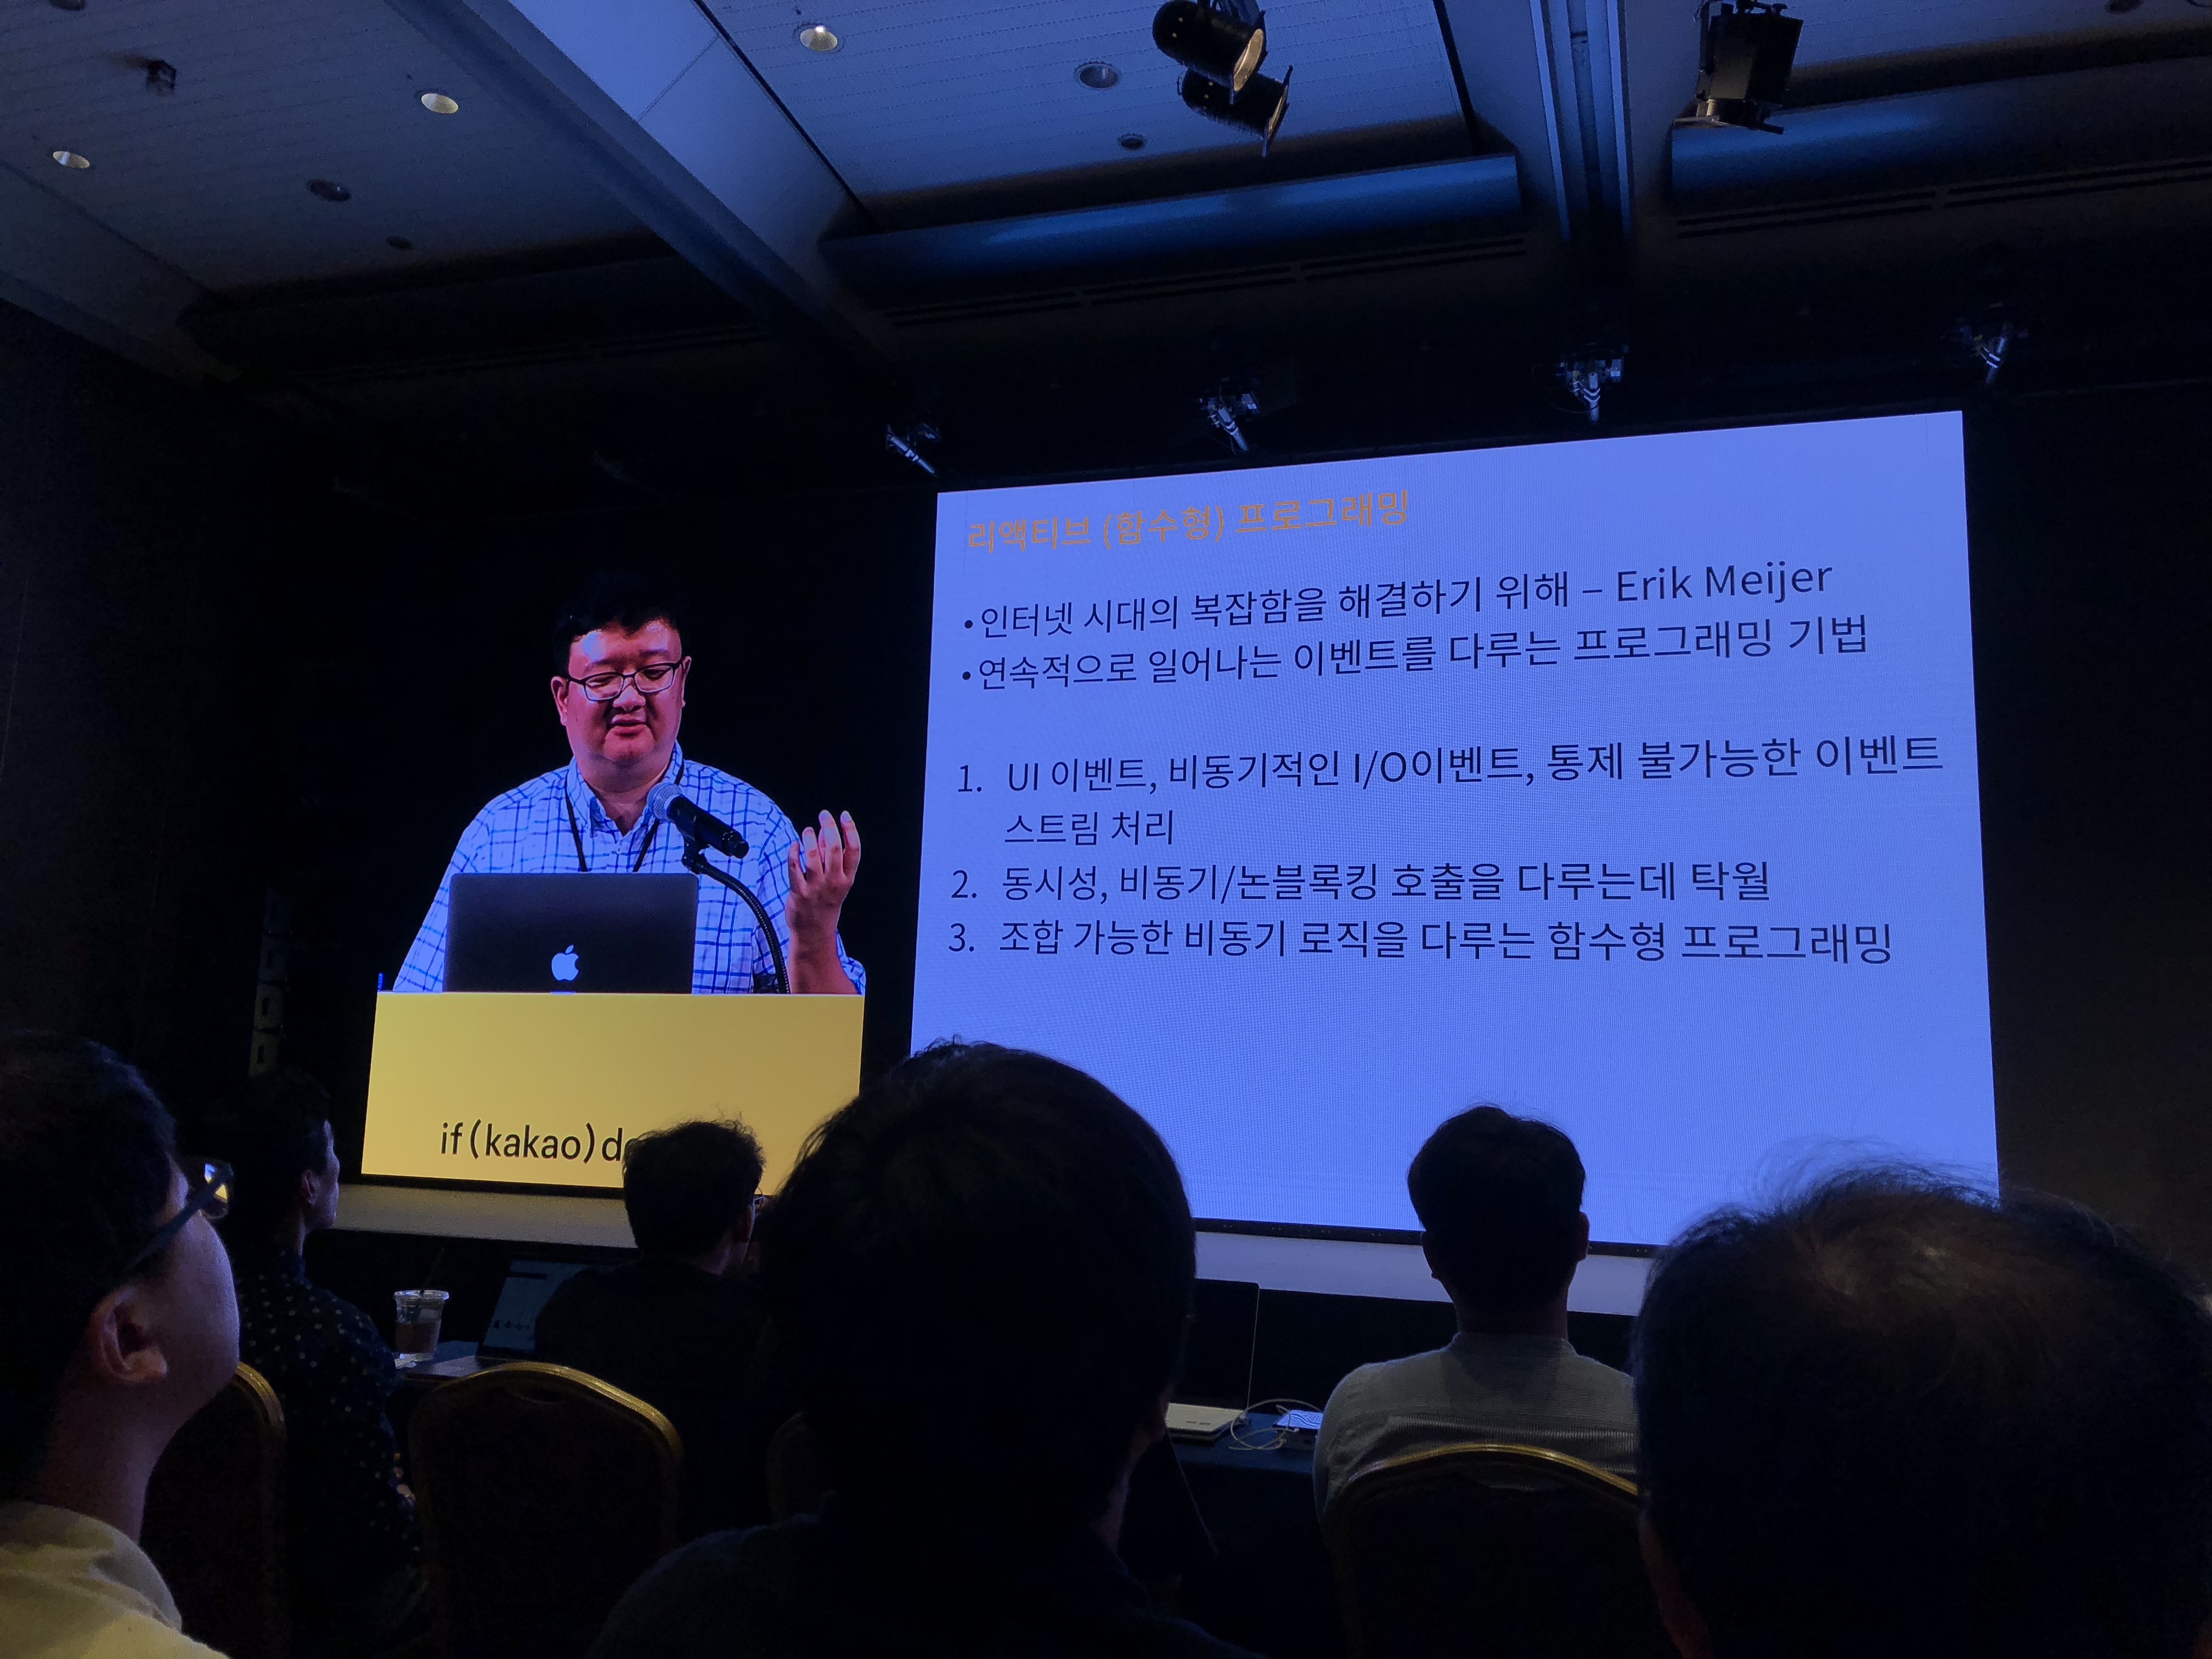 리액티브 (함수형) 프로그래밍
•인터넷 시대의 복잡함을 해결하기 위해 – Erik Meijer
•연속적으로 일어나는 이벤트를 다루는 프로그래밍 기법
1. UI 이벤트, 비동기적인 I/O이벤트, 통제 불가능한 이벤트
스트림 처리
2. 동시성, 비동기/논블록킹 호출을 다루는데 탁월
3. 조합 가능한 비동기 로직을 다루는 함수형 프로그래밍
if(kakao)